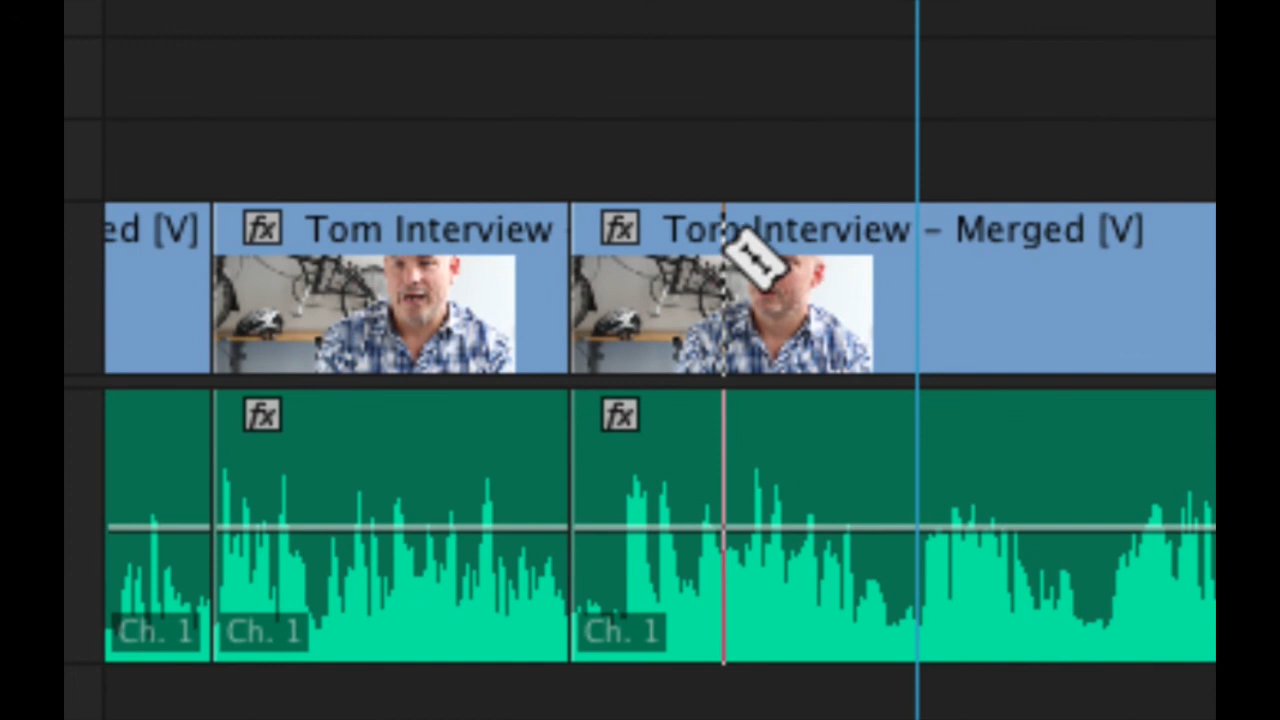 ed [V]
fx Tom Interview
fx Tom Interview – Merged [V]
fx
fx
Ch. 1
Ch. 1
Ch. 1